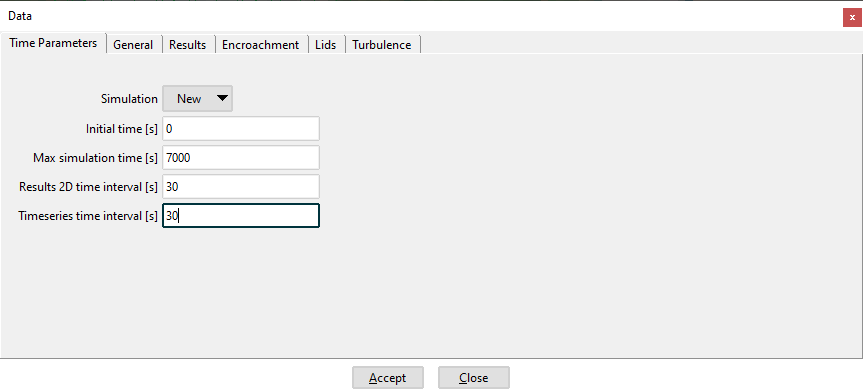 Data x
Time Parameters General Results Encroachment Lids Turbulence
Simulation New
Initial time [s] 0
Max simulation time [s] 7000
Results 2D time interval [s] 30
Timeseries time interval [s] 30
Accept Close